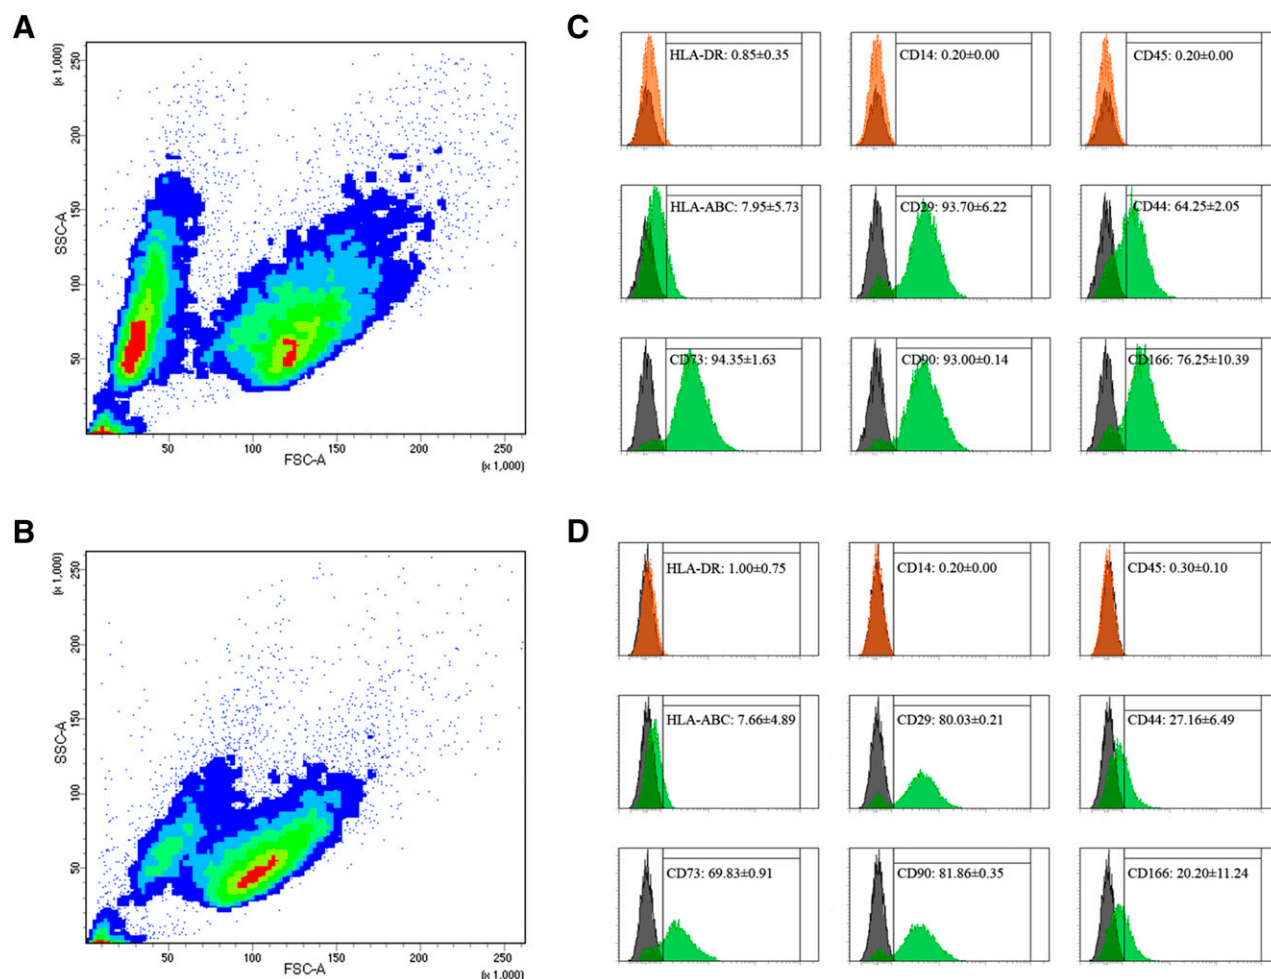 A
(x 1,000)
250
200
150
100
50
SSC-A
50
100
150
200
250
FSC-A
(x 1,000)
C
HLA-DR: 0.85±0.35
CD14: 0.20±0.00
CD45: 0.20±0.00
HLA-ABC: 7.95±5.73
CD29: 93.70±6.22
CD44: 64.25±2.05
CD73: 94.35±1.63
CD90: 93.00±0.14
CD166: 76.25±10.39
B
(x 1,000)
250
200
150
100
50
SSC-A
50
100
150
200
250
FSC-A
(x 1,000)
D
HLA-DR: 1.00±0.75
CD14: 0.20±0.00
CD45: 0.30±0.10
HLA-ABC: 7.66±4.89
CD29: 80.03±0.21
CD44: 27.16±6.49
CD73: 69.83±0.91
CD90: 81.86±0.35
CD166: 20.20±11.24